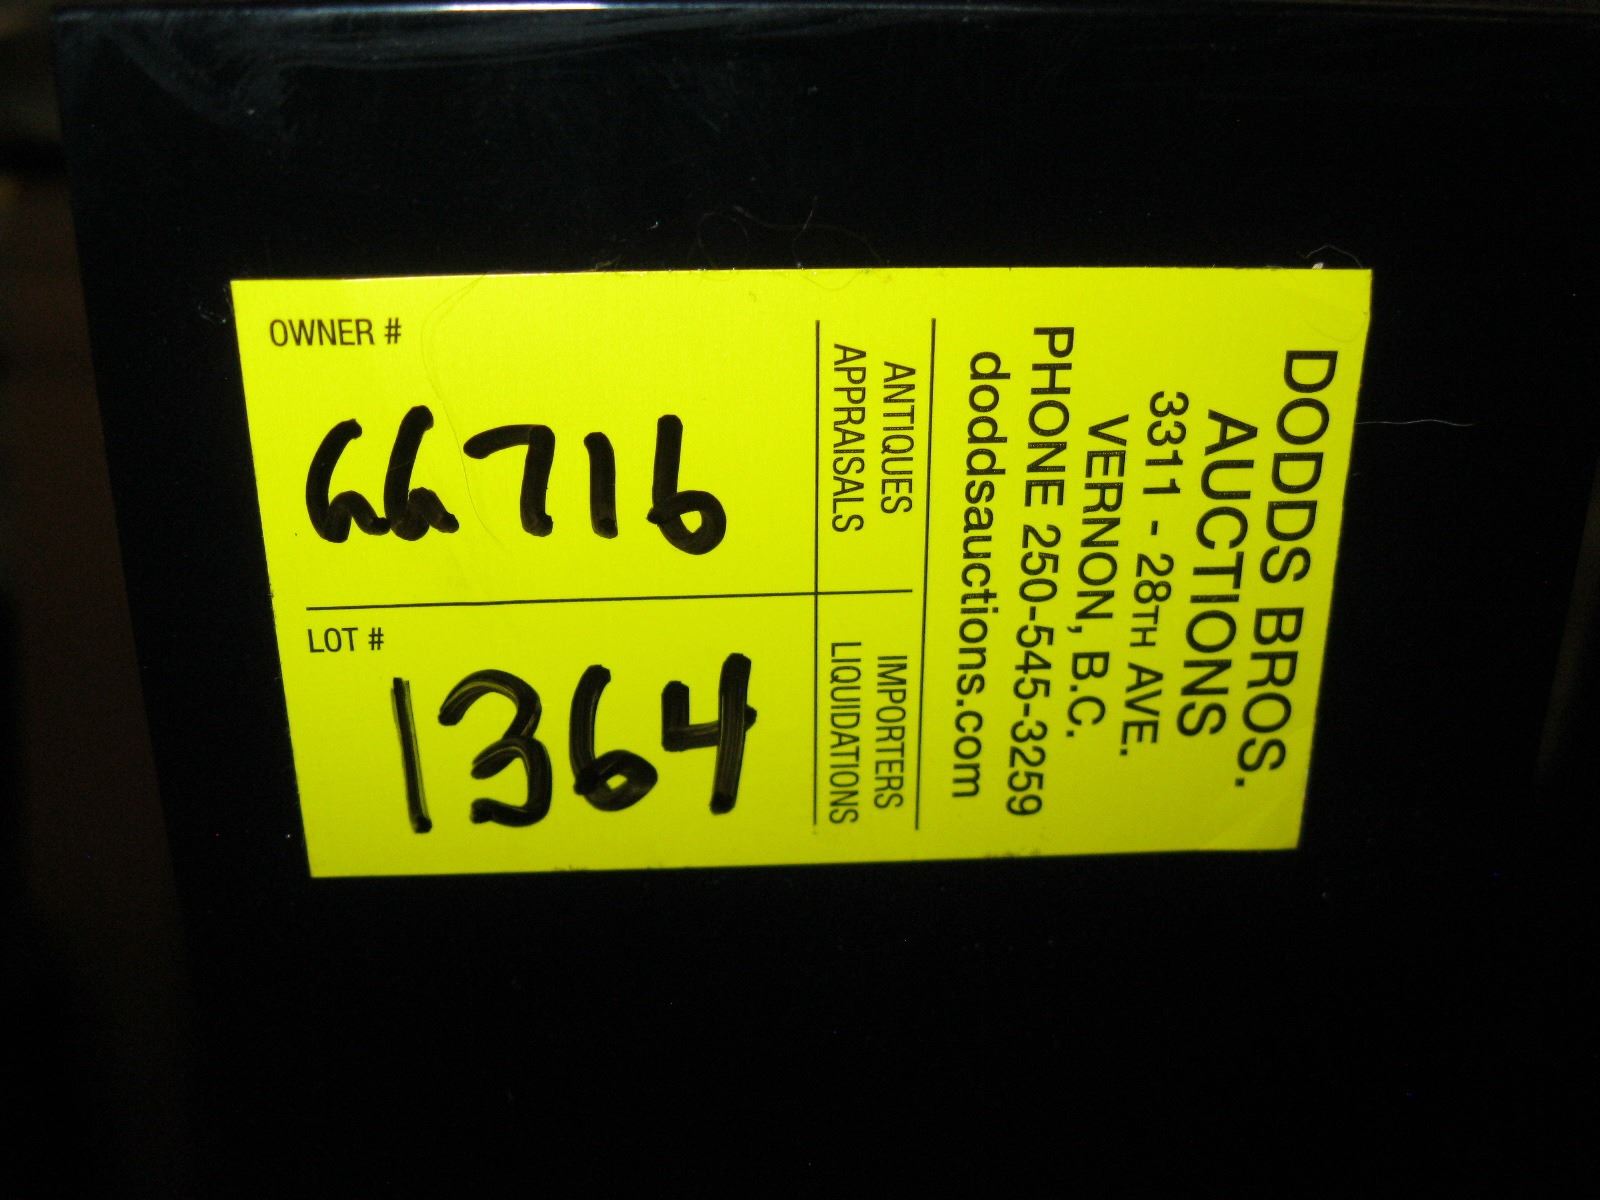 DODDS BROS.
AUCTIONS
3311 - 28TH AVE.
VERNON, B.C.
PHONE 250-545-3259
doddsauctions.com
ANTIQUES
APPRAISALS
IMPORTERS
LIQUIDATIONS
OWNER #
GG716
LOT #
1364